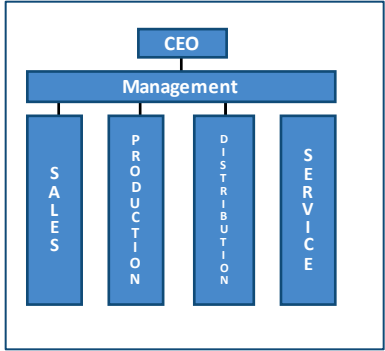 CEO
Management
SALES
PRODUCTION
DISTRIBUTION
SERVICE